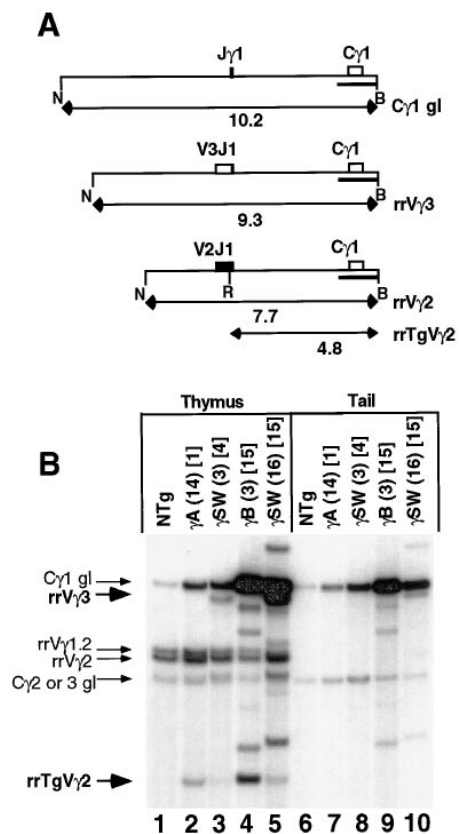 A
Jγ1 Cγ1
N B
10.2 Cγ1 gl
V3J1 Cγ1
N B
9.3 rrVγ3
V2J1 Cγ1
N R B
7.7 rrVγ2
4.8 rrTgVγ2
B
Thymus Tail
NTg γA (14) [1] γSW (3) [4] γB (3) [15] γSW (16) [15] NTg γA (14) [1] γSW (3) [4] γB (3) [15] γSW (16) [15]
Cγ1 gl
rrVγ3
rrVγ1.2
rrVγ2
Cγ2 or 3 gl
rrTgVγ2
1 2 3 4 5 6 7 8 9 10